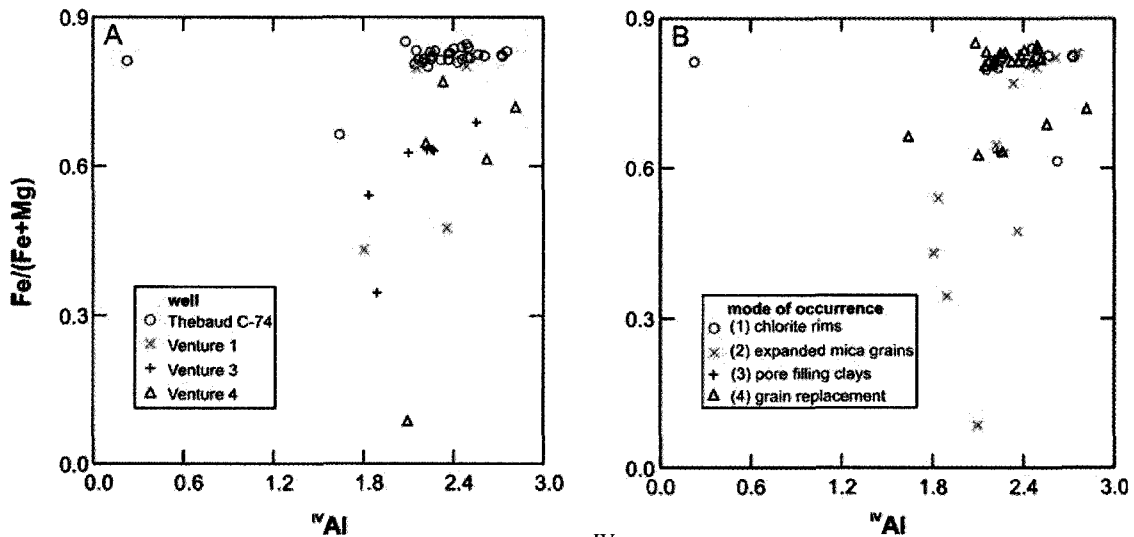 A
0.9
0.6
0.3
0.0
Fe/(Fe+Mg)
well
Thebaud C-74
Venture 1
Venture 3
Venture 4
0.0 0.6 1.2 1.8 2.4 3.0
IVAl
B
0.9
0.6
0.3
0.0
mode of occurrence
(1) chlorite rims
(2) expanded mica grains
(3) pore filling clays
(4) grain replacement
0.0 0.6 1.2 1.8 2.4 3.0
IVAl
IV